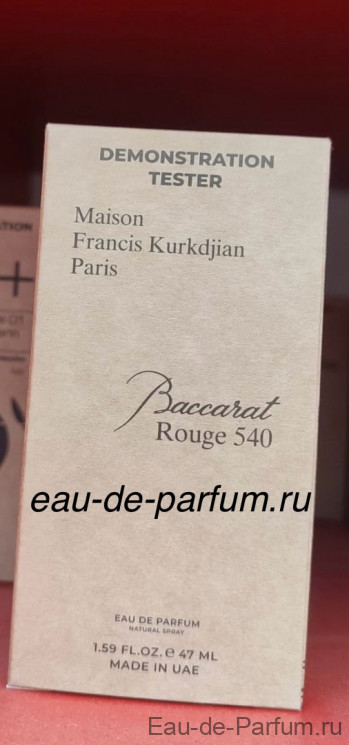 DEMONSTRATION
TESTER
Maison
Francis Kurkdjian
Paris
Baccarat
Rouge 540
eau-de-parfum.ru
EAU DE PARFUM
NATURAL SPRAY
1.59 FL.OZ. ℮ 47 ML
MADE IN UAE
Eau-de-Parfum.ru